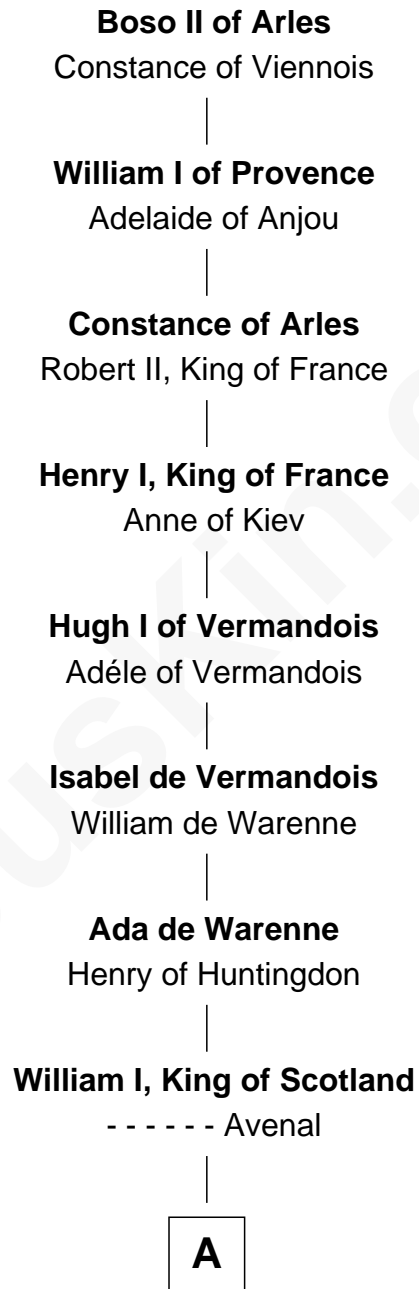 Boso II of Arles
Constance of Viennois
William I of Provence
Adelaide of Anjou
Constance of Arles
Robert II, King of France
Henry I, King of France
Anne of Kiev
Hugh I of Vermandois
Adéle of Vermandois
Isabel de Vermandois
William de Warenne
Ada de Warenne
Henry of Huntingdon
William I, King of Scotland
- - - - - - Avenal
A